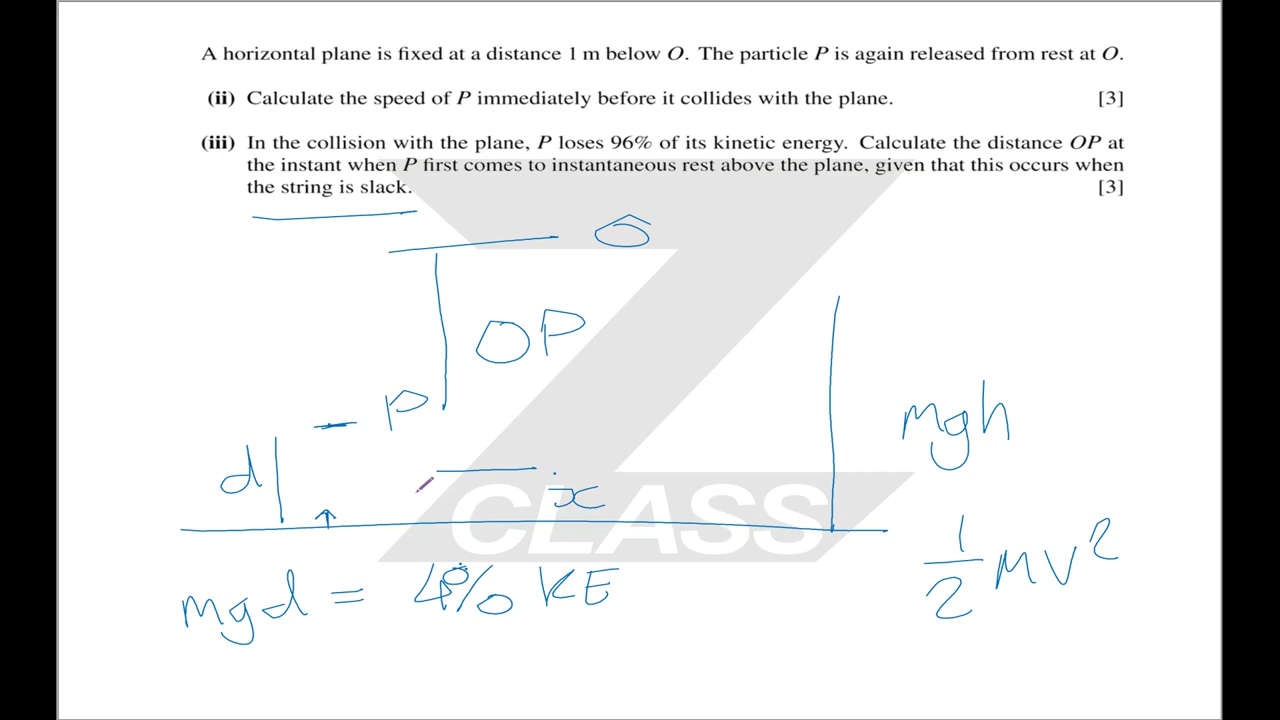 A horizontal plane is fixed at a distance 1 m below O. The particle P is again released from rest at O.
(ii) Calculate the speed of P immediately before it collides with the plane. [3]
(iii) In the collision with the plane, P loses 96% of its kinetic energy. Calculate the distance OP at
the instant when P first comes to instantaneous rest above the plane, given that this occurs when
the string is slack. [3]
O
OP
P
mgh
d
x
CLASS
1/2 mv²
mgd = 4% KE